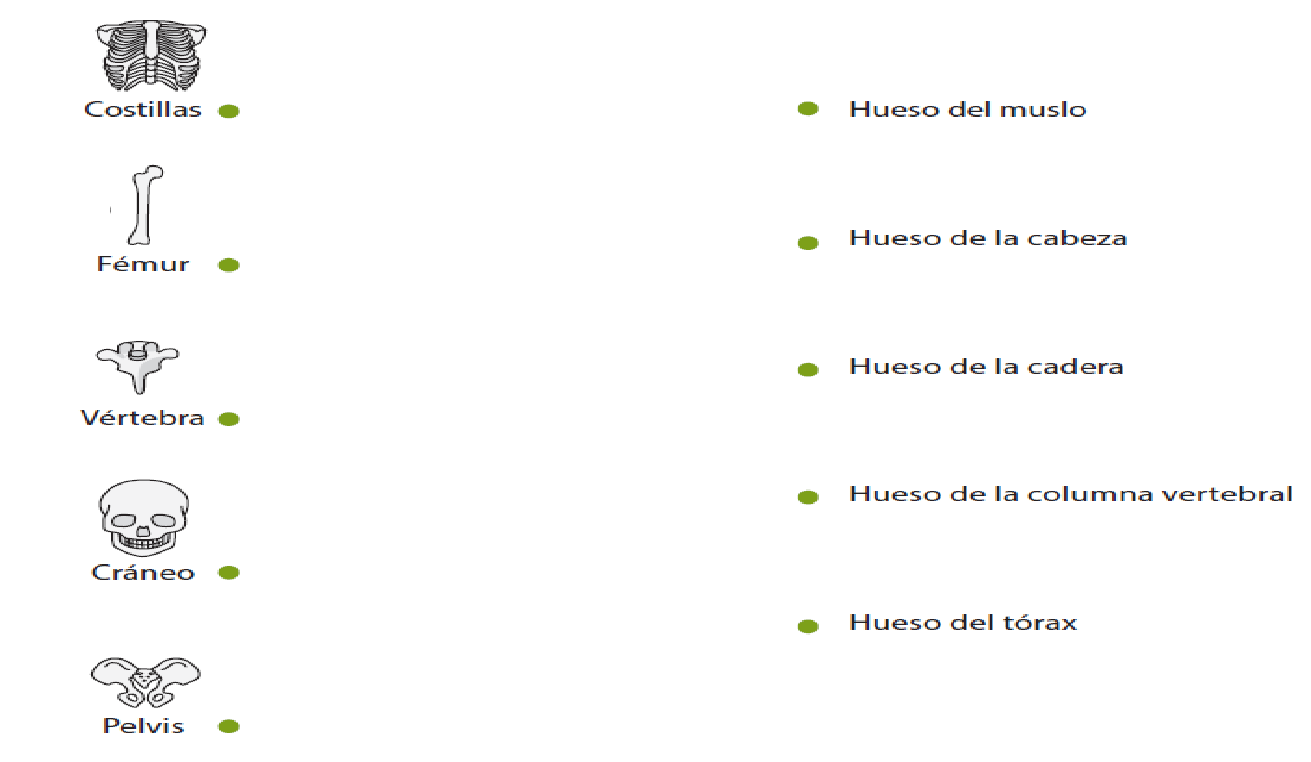 Costillas
Hueso del muslo
Hueso de la cabeza
Fémur
Hueso de la cadera
Vértebra
Hueso de la columna vertebral
Cráneo
Hueso del tórax
Pelvis